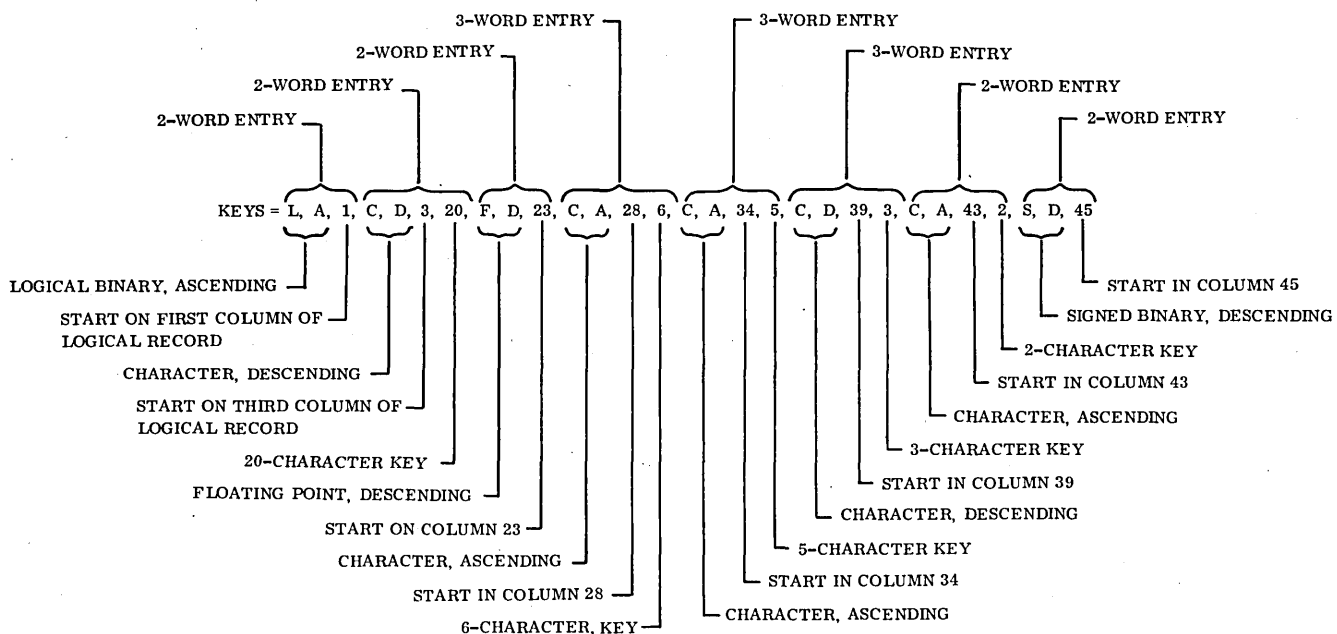 3-WORD ENTRY
3-WORD ENTRY
2-WORD ENTRY
3-WORD ENTRY
2-WORD ENTRY
2-WORD ENTRY
2-WORD ENTRY
2-WORD ENTRY
KEYS = L, A, 1, C, D, 3, 20, F, D, 23, C, A, 28, 6, C, A, 34, 5, C, D, 39, 3, C, A, 43, 2, S, D, 45
LOGICAL BINARY, ASCENDING
START IN COLUMN 45
START ON FIRST COLUMN OF
LOGICAL RECORD
SIGNED BINARY, DESCENDING
2-CHARACTER KEY
CHARACTER, DESCENDING
START IN COLUMN 43
START ON THIRD COLUMN OF
LOGICAL RECORD
CHARACTER, ASCENDING
3-CHARACTER KEY
20-CHARACTER KEY
START IN COLUMN 39
FLOATING POINT, DESCENDING
CHARACTER, DESCENDING
START ON COLUMN 23
5-CHARACTER KEY
CHARACTER, ASCENDING
START IN COLUMN 34
START IN COLUMN 28
CHARACTER, ASCENDING
6-CHARACTER, KEY